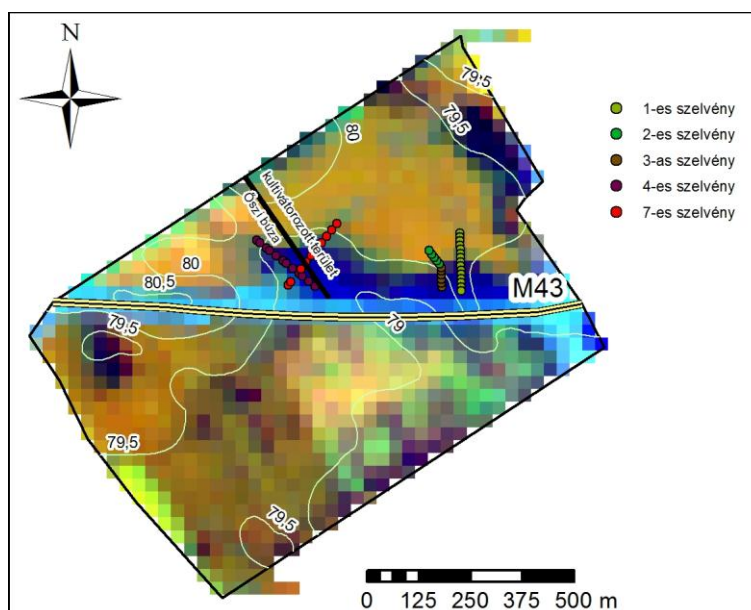 N
79,5
79,5
80
1-es szelvény
2-es szelvény
3-as szelvény
4-es szelvény
7-es szelvény
kultivátorozott terület
Őszi búza
80
80,5
M43
79,5
79
79,5
79,5
0 125 250 375 500 m